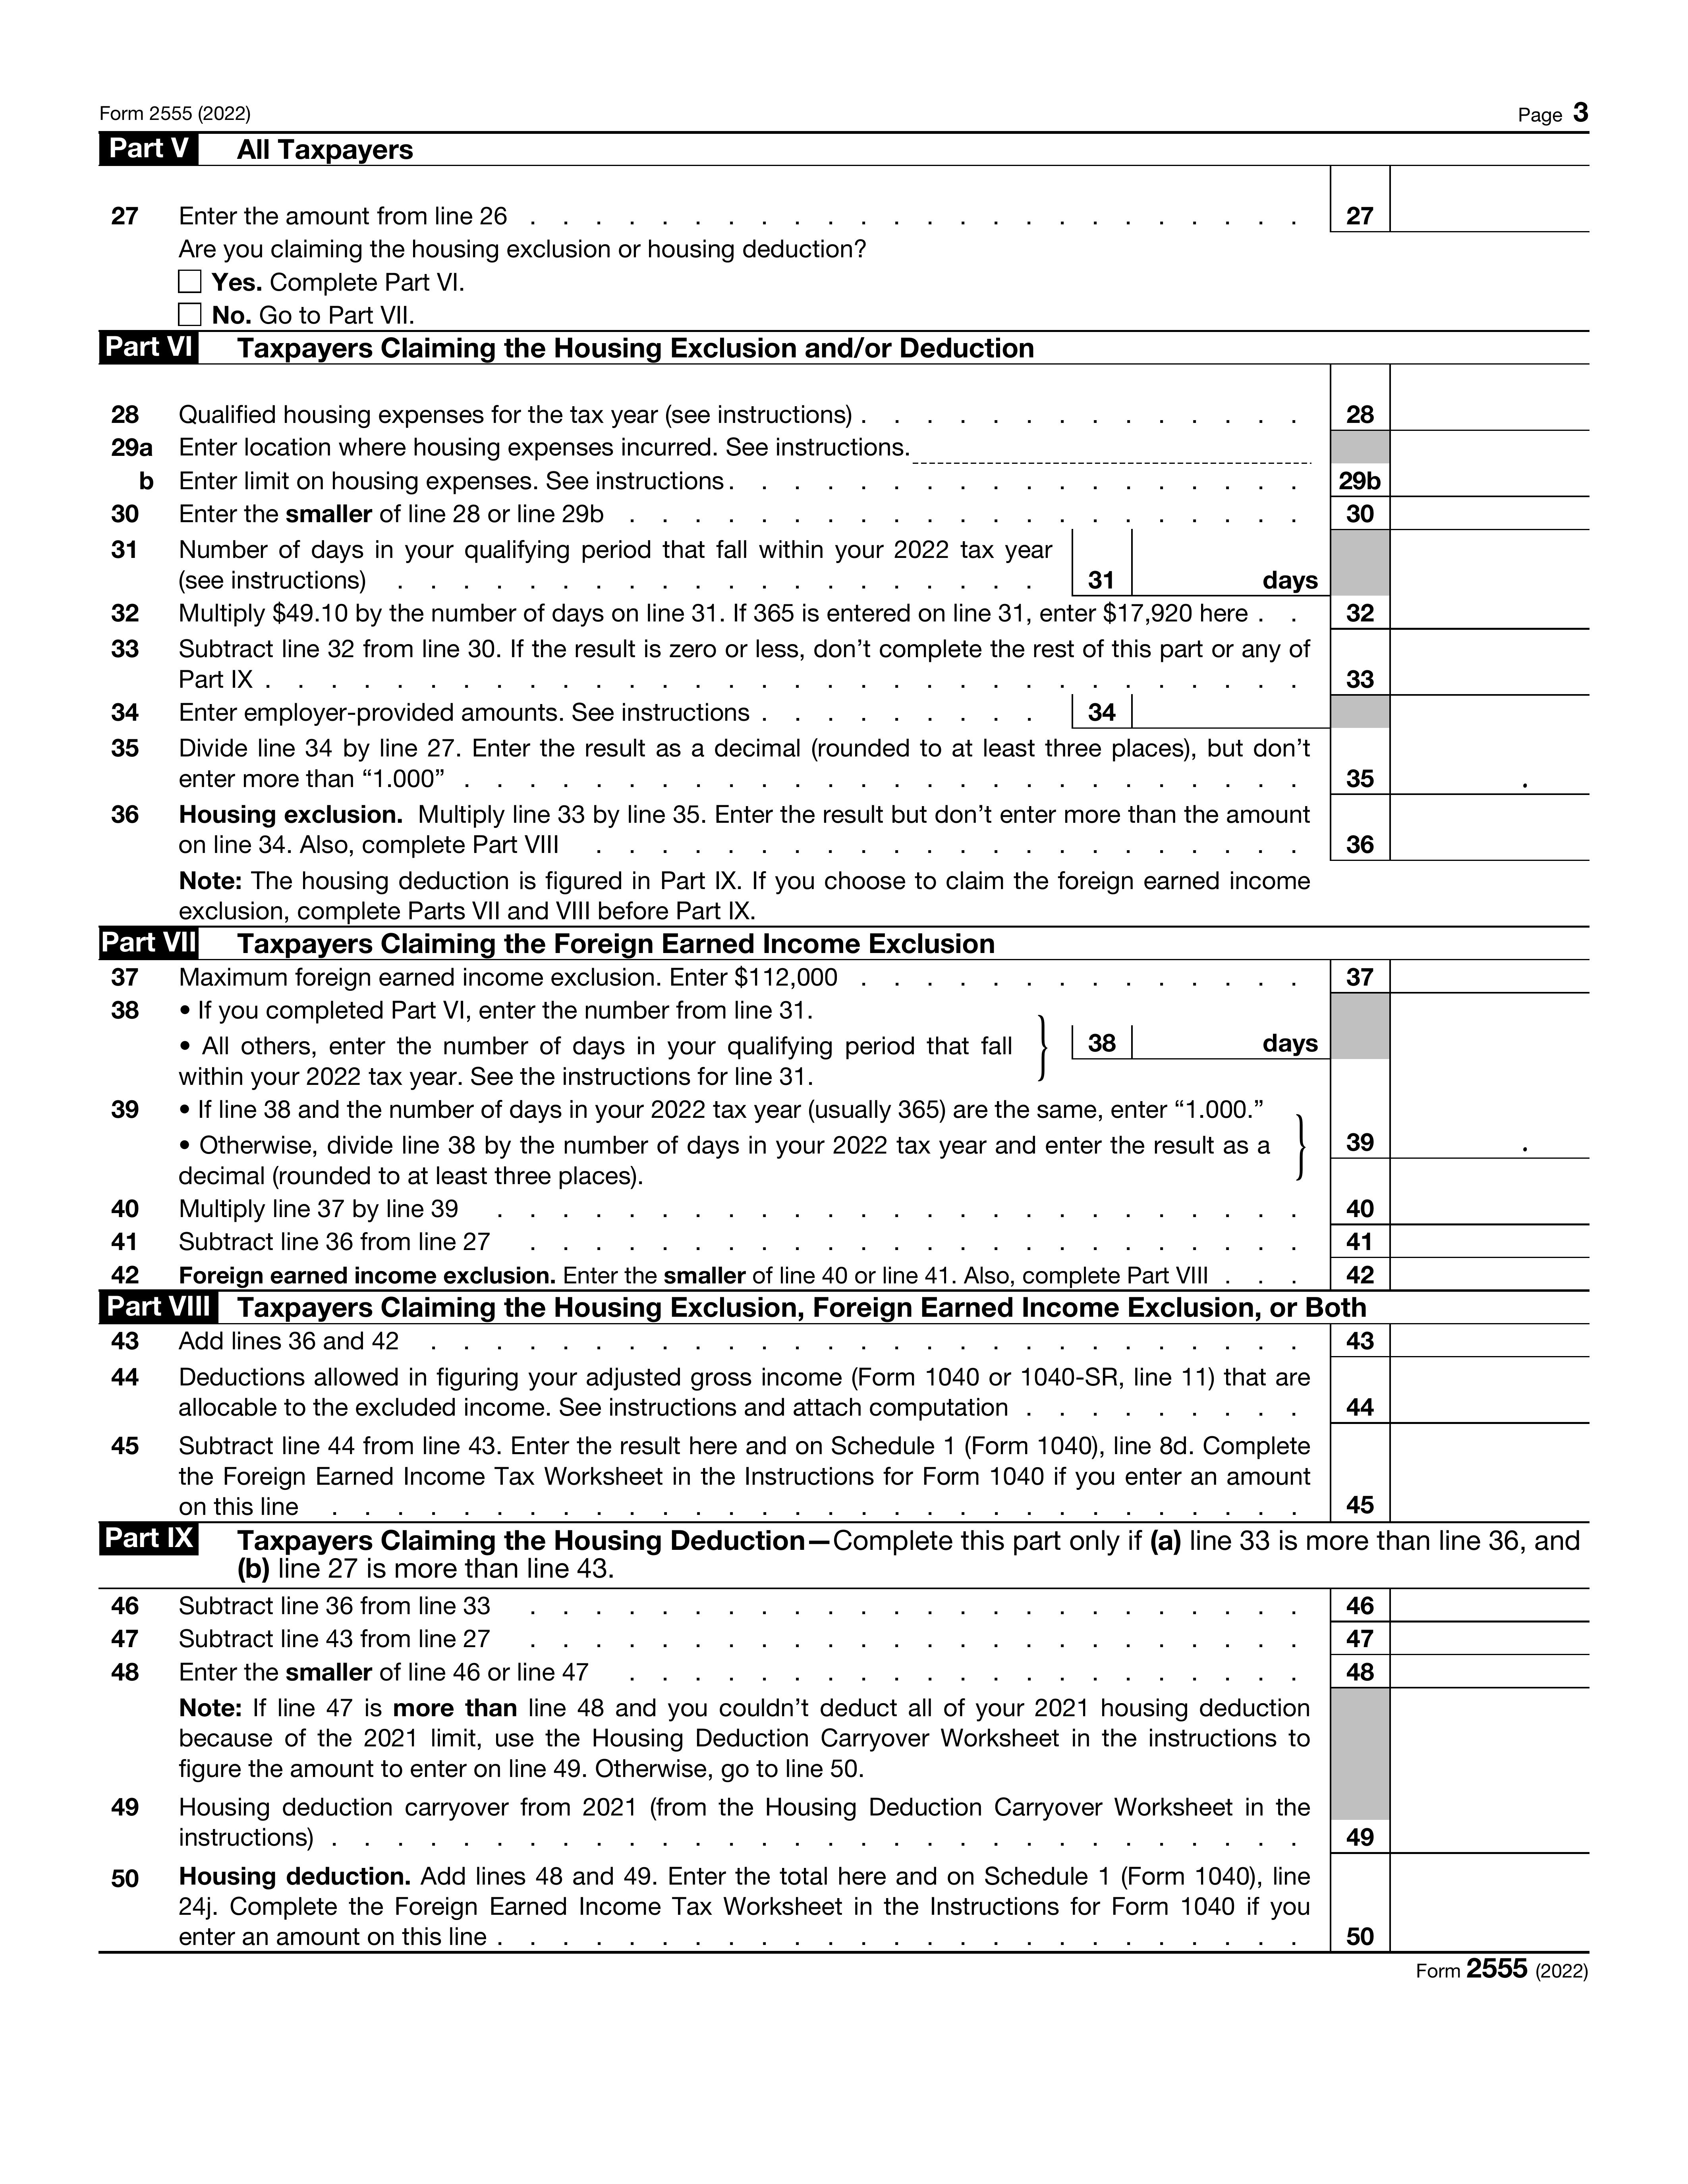 Form 2555 (2022)
Page 3
Part V All Taxpayers
27 Enter the amount from line 26 . . . . . . . . . . . . . . . . . . . . . . . . 27
Are you claiming the housing exclusion or housing deduction?
Yes. Complete Part VI.
No. Go to Part VII.
Part VI Taxpayers Claiming the Housing Exclusion and/or Deduction
28 Qualified housing expenses for the tax year (see instructions) . . . . . . . . . . . . . . 28
29a Enter location where housing expenses incurred. See instructions.
b Enter limit on housing expenses. See instructions . . . . . . . . . . . . . . . . . . 29b
30 Enter the smaller of line 28 or line 29b . . . . . . . . . . . . . . . . . . . . . 30
31 Number of days in your qualifying period that fall within your 2022 tax year
(see instructions) . . . . . . . . . . . . . . . . . . . . 31 days
32 Multiply $49.10 by the number of days on line 31. If 365 is entered on line 31, enter $17,920 here . . 32
33 Subtract line 32 from line 30. If the result is zero or less, don't complete the rest of this part or any of
Part IX . . . . . . . . . . . . . . . . . . . . . . . . . . . . . . . . 33
34 Enter employer-provided amounts. See instructions . . . . . . . . . 34
35 Divide line 34 by line 27. Enter the result as a decimal (rounded to at least three places), but don't
enter more than “1.000” . . . . . . . . . . . . . . . . . . . . . . . . . . 35 .
36 Housing exclusion. Multiply line 33 by line 35. Enter the result but don't enter more than the amount
on line 34. Also, complete Part VIII . . . . . . . . . . . . . . . . . . . . . . 36
Note: The housing deduction is figured in Part IX. If you choose to claim the foreign earned income
exclusion, complete Parts VII and VIII before Part IX.
Part VII Taxpayers Claiming the Foreign Earned Income Exclusion
37 Maximum foreign earned income exclusion. Enter $112,000 . . . . . . . . . . . . . . 37
38 • If you completed Part VI, enter the number from line 31.
• All others, enter the number of days in your qualifying period that fall } 38 days
within your 2022 tax year. See the instructions for line 31.
39 • If line 38 and the number of days in your 2022 tax year (usually 365) are the same, enter “1.000.”
• Otherwise, divide line 38 by the number of days in your 2022 tax year and enter the result as a } 39 .
decimal (rounded to at least three places).
40 Multiply line 37 by line 39 . . . . . . . . . . . . . . . . . . . . . . . . . 40
41 Subtract line 36 from line 27 . . . . . . . . . . . . . . . . . . . . . . . . 41
42 Foreign earned income exclusion. Enter the smaller of line 40 or line 41. Also, complete Part VIII . . . 42
Part VIII Taxpayers Claiming the Housing Exclusion, Foreign Earned Income Exclusion, or Both
43 Add lines 36 and 42 . . . . . . . . . . . . . . . . . . . . . . . . . . . 43
44 Deductions allowed in figuring your adjusted gross income (Form 1040 or 1040-SR, line 11) that are
allocable to the excluded income. See instructions and attach computation . . . . . . . . . 44
45 Subtract line 44 from line 43. Enter the result here and on Schedule 1 (Form 1040), line 8d. Complete
the Foreign Earned Income Tax Worksheet in the Instructions for Form 1040 if you enter an amount
on this line . . . . . . . . . . . . . . . . . . . . . . . . . . . . . . 45
Part IX Taxpayers Claiming the Housing Deduction—Complete this part only if (a) line 33 is more than line 36, and
(b) line 27 is more than line 43.
46 Subtract line 36 from line 33 . . . . . . . . . . . . . . . . . . . . . . . . 46
47 Subtract line 43 from line 27 . . . . . . . . . . . . . . . . . . . . . . . . 47
48 Enter the smaller of line 46 or line 47 . . . . . . . . . . . . . . . . . . . . . 48
Note: If line 47 is more than line 48 and you couldn't deduct all of your 2021 housing deduction
because of the 2021 limit, use the Housing Deduction Carryover Worksheet in the instructions to
figure the amount to enter on line 49. Otherwise, go to line 50.
49 Housing deduction carryover from 2021 (from the Housing Deduction Carryover Worksheet in the
instructions) . . . . . . . . . . . . . . . . . . . . . . . . . . . . . . 49
50 Housing deduction. Add lines 48 and 49. Enter the total here and on Schedule 1 (Form 1040), line
24j. Complete the Foreign Earned Income Tax Worksheet in the Instructions for Form 1040 if you
enter an amount on this line . . . . . . . . . . . . . . . . . . . . . . . . . 50
Form 2555 (2022)